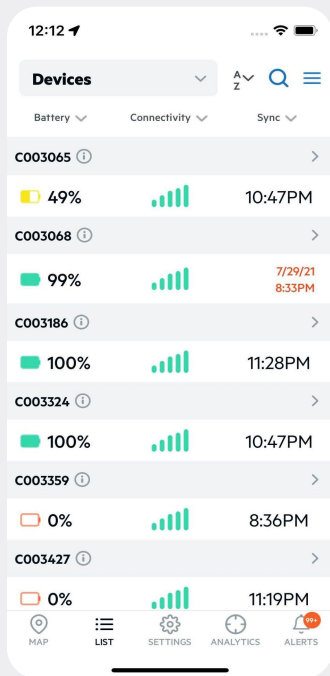 12:12
Devices
A
Z
Battery Connectivity Sync
C003065
49% 10:47PM
C003068
99% 7/29/21
8:33PM
C003186
100% 11:28PM
C003324
100% 10:47PM
C003359
0% 8:36PM
C003427
0% 11:19PM
99+
MAP LIST SETTINGS ANALYTICS ALERTS